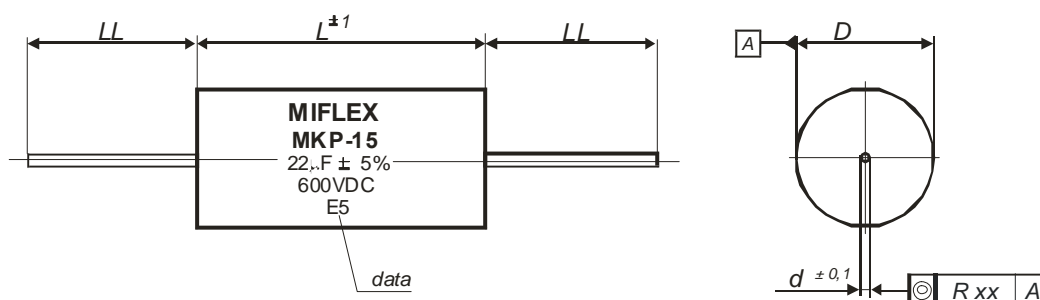 LL
L ±1
LL
A
D
MIFLEX
MKP-15
22µF ± 5%
600VDC
E5
data
d ±0,1
R xx
A